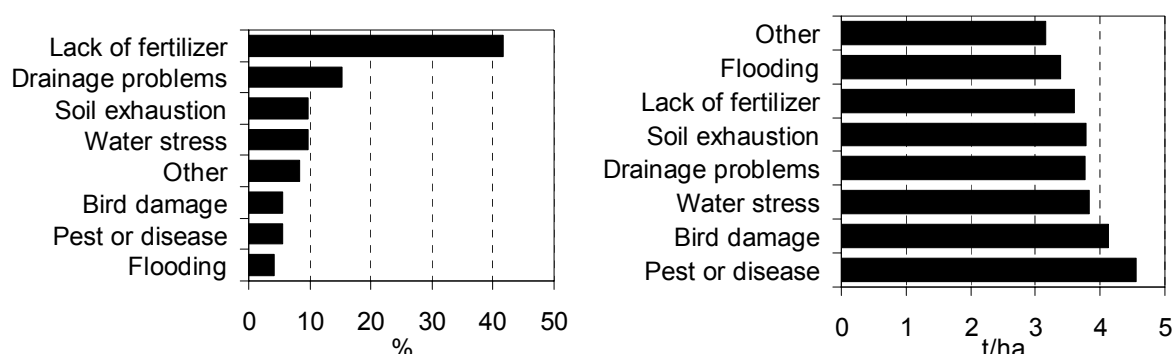 Lack of fertilizer
Drainage problems
Soil exhaustion
Water stress
Other
Bird damage
Pest or disease
Flooding
0 10 20 30 40 50
%
Other
Flooding
Lack of fertilizer
Soil exhaustion
Drainage problems
Water stress
Bird damage
Pest or disease
0 1 2 3 4 5
t/ha